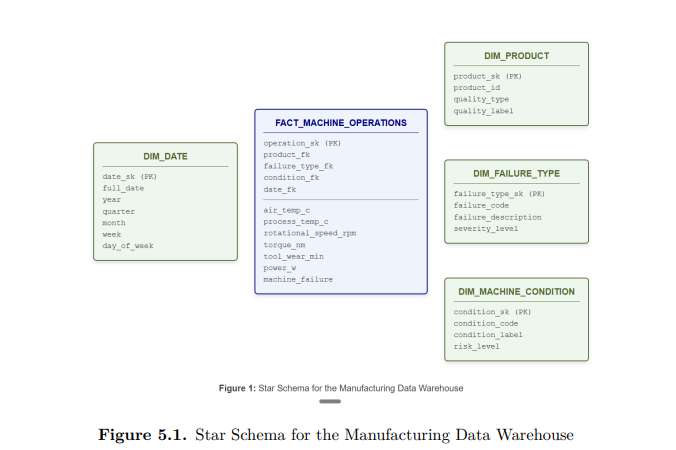 DIM_PRODUCT
product_sk (PK)
product_id
quality_type
quality_label
FACT_MACHINE_OPERATIONS
operation_sk (PK)
product_fk
failure_type_fk
condition_fk
date_fk
air_temp_c
process_temp_c
rotational_speed_rpm
torque_nm
tool_wear_min
power_w
machine_failure
DIM_DATE
date_sk (PK)
full_date
year
quarter
month
week
day_of_week
DIM_FAILURE_TYPE
failure_type_sk (PK)
failure_code
failure_description
severity_level
DIM_MACHINE_CONDITION
condition_sk (PK)
condition_code
condition_label
risk_level
Figure 1: Star Schema for the Manufacturing Data Warehouse
Figure 5.1. Star Schema for the Manufacturing Data Warehouse